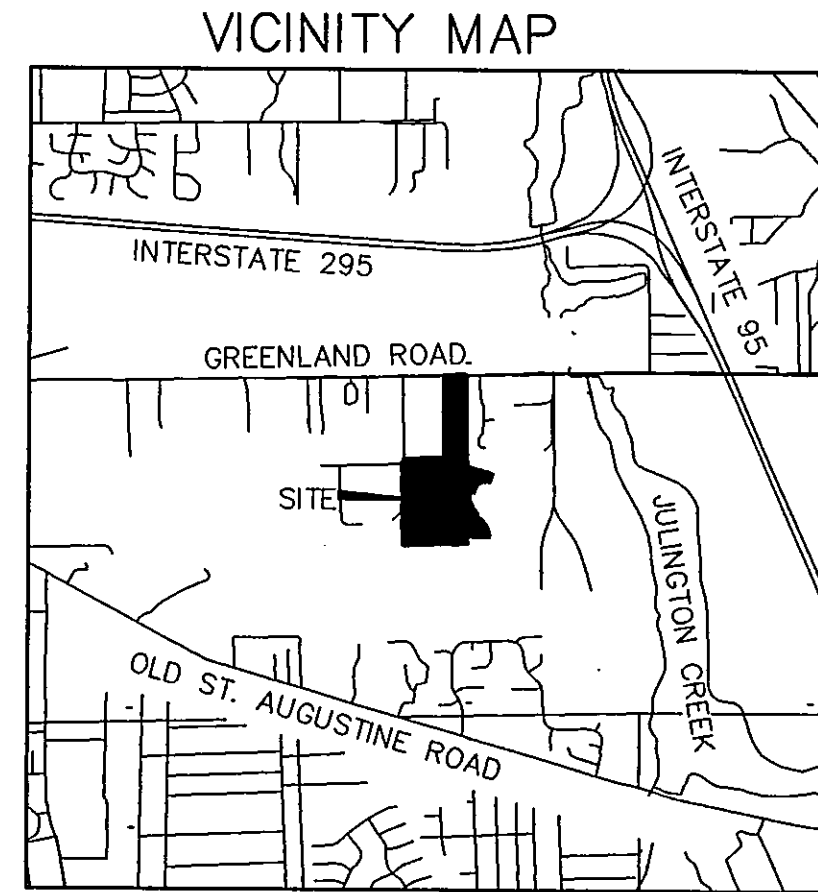 VICINITY MAP
INTERSTATE 295
INTERSTATE 95
GREENLAND ROAD
SITE
JULINGTON CREEK
OLD ST. AUGUSTINE ROAD